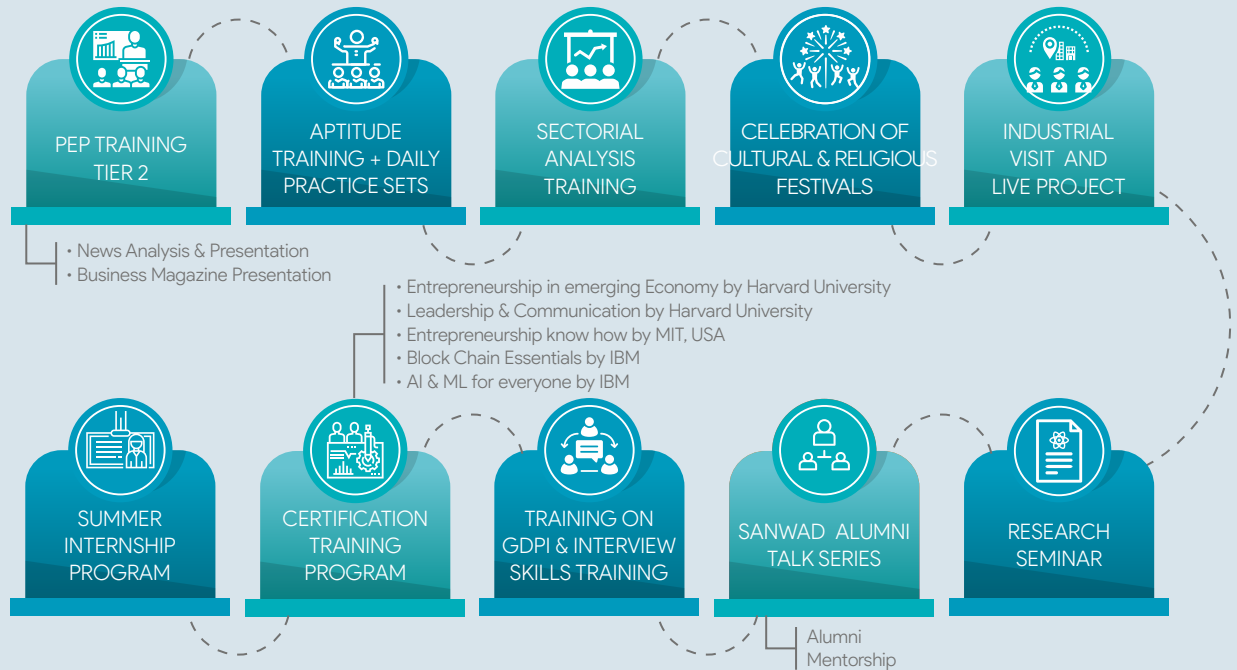 PEP TRAINING
TIER 2
APTITUDE
TRAINING + DAILY
PRACTICE SETS
SECTORIAL
ANALYSIS
TRAINING
CELEBRATION OF
CULTURAL & RELIGIOUS
FESTIVALS
INDUSTRIAL
VISIT AND
LIVE PROJECT
• News Analysis & Presentation
• Business Magazine Presentation
• Entrepreneurship in emerging Economy by Harvard University
• Leadership & Communication by Harvard University
• Entrepreneurship know how by MIT, USA
• Block Chain Essentials by IBM
• AI & ML for everyone by IBM
SUMMER
INTERNSHIP
PROGRAM
CERTIFICATION
TRAINING
PROGRAM
TRAINING ON
GDPI & INTERVIEW
SKILLS TRAINING
SANWAD ALUMNI
TALK SERIES
RESEARCH
SEMINAR
Alumni
Mentorship